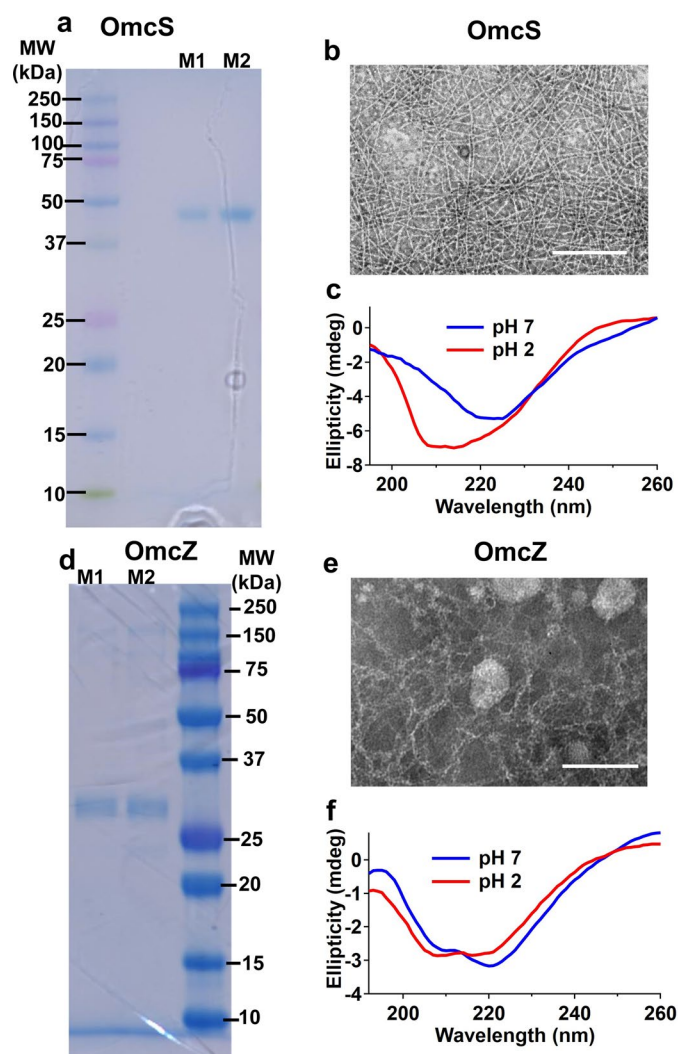 a OmcS
MW
(kDa)
M1 M2
250
150
100
75
50
37
25
20
15
10
b OmcS
c
pH 7
pH 2
Ellipticity (mdeg)
0
-2
-4
-6
-8
200 220 240 260
Wavelength (nm)
d OmcZ
M1 M2
MW
(kDa)
250
150
75
50
37
25
20
15
10
e OmcZ
f
pH 7
pH 2
Ellipticity (mdeg)
0
-1
-2
-3
-4
200 220 240 260
Wavelength (nm)